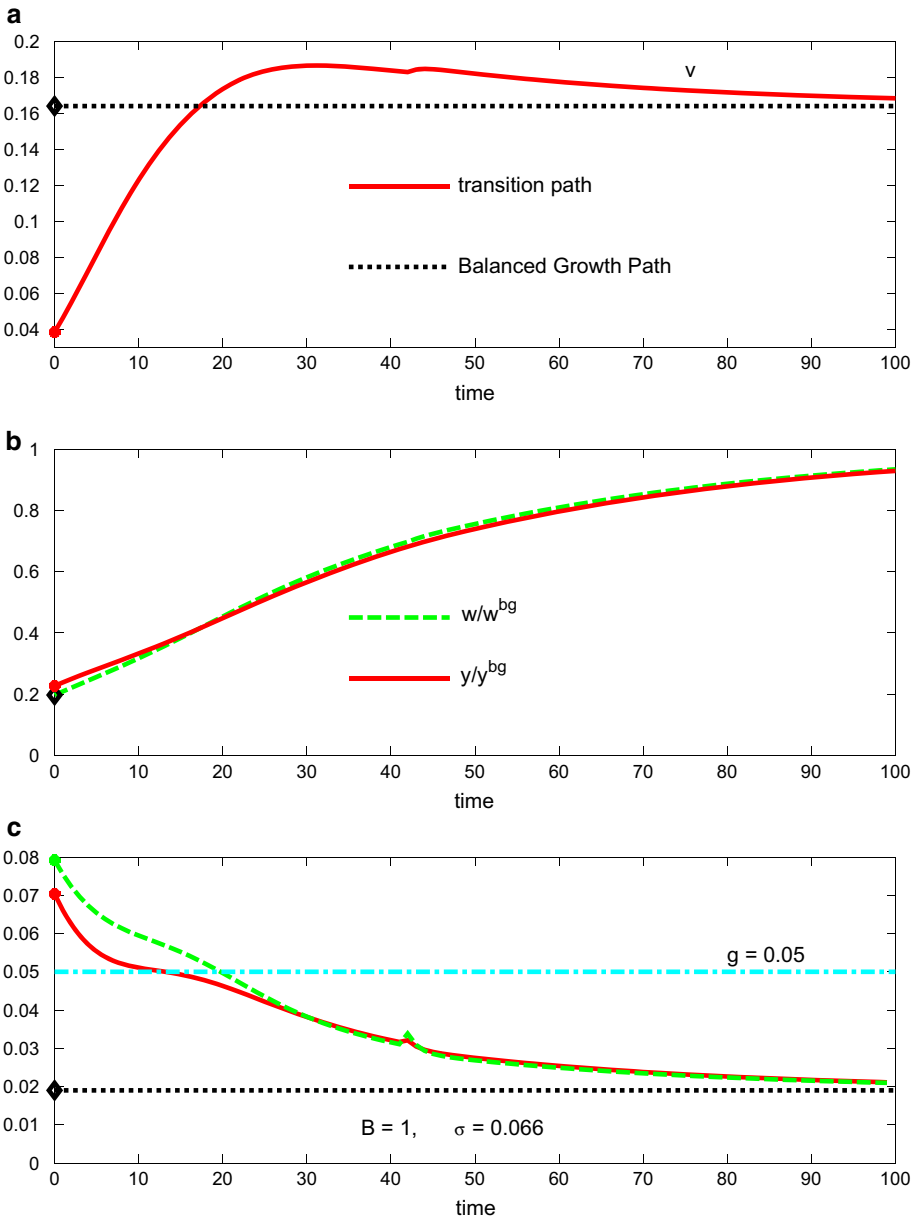 a
0.2
0.18
0.16
0.14
0.12
0.1
0.08
0.06
0.04
v
transition path
Balanced Growth Path
0 10 20 30 40 50 60 70 80 90 100
time
b
1
0.8
0.6
0.4
0.2
0
w/w^bg
y/y^bg
0 10 20 30 40 50 60 70 80 90 100
time
c
0.08
0.07
0.06
0.05
0.04
0.03
0.02
0.01
0
g = 0.05
B = 1, σ = 0.066
0 10 20 30 40 50 60 70 80 90 100
time